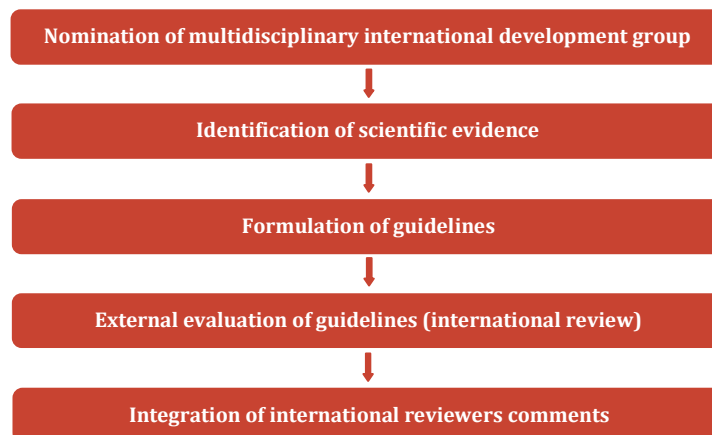 Nomination of multidisciplinary international development group
Identification of scientific evidence
Formulation of guidelines
External evaluation of guidelines (international review)
Integration of international reviewers comments